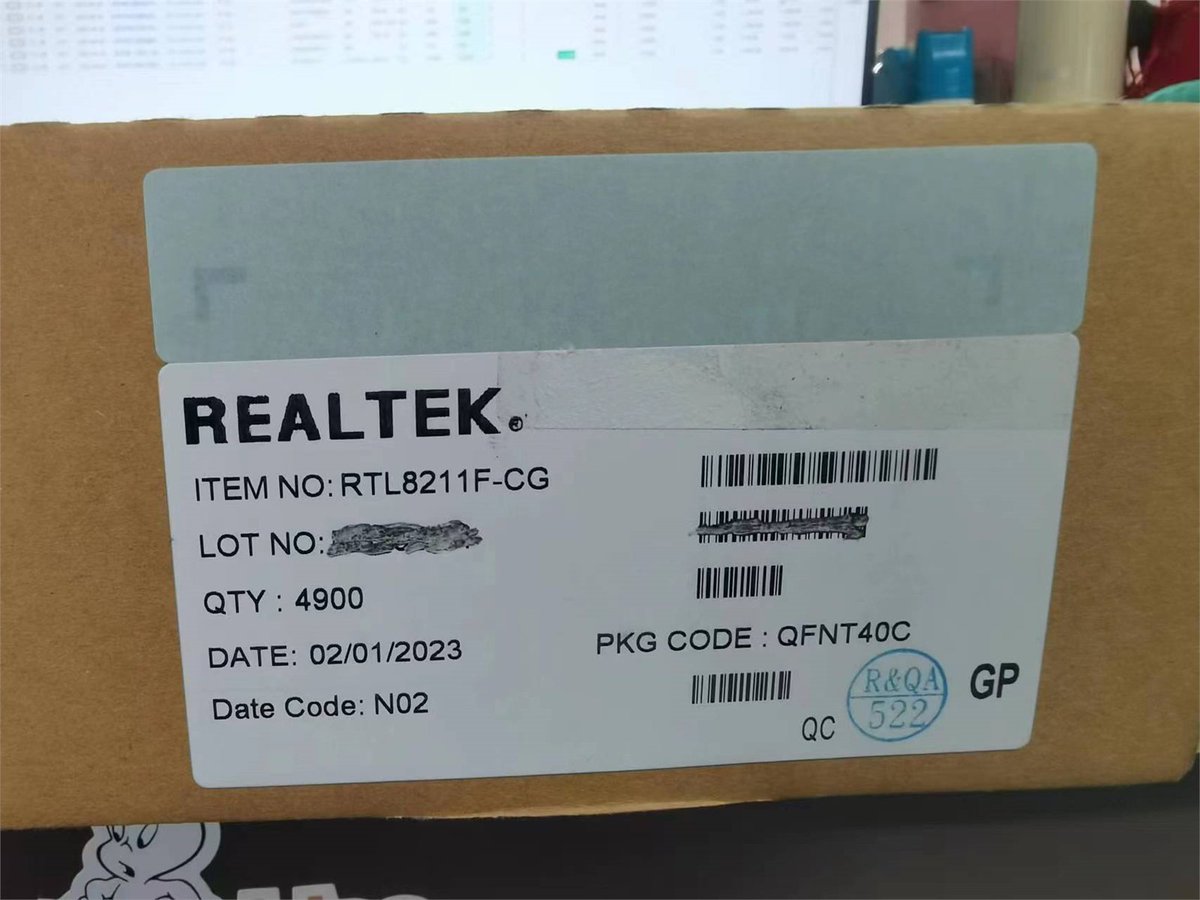 REALTEK®
ITEM NO: RTL8211F-CG
LOT NO:
QTY : 4900
DATE: 02/01/2023
PKG CODE : QFNT40C
Date Code: N02
QC
R&QA
522
GP